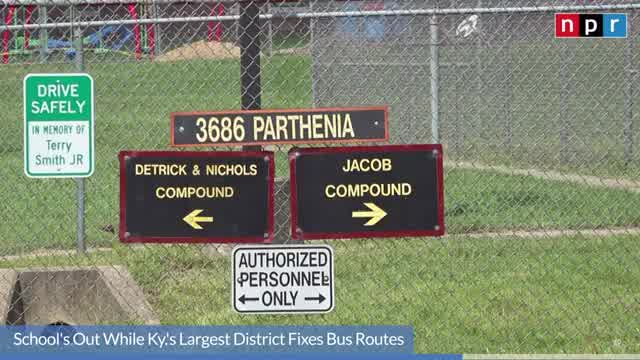 npr
DRIVE
SAFELY
IN MEMORY OF
Terry
Smith JR
3686 PARTHENIA
DETRICK & NICHOLS
COMPOUND
JACOB
COMPOUND
AUTHORIZED
PERSONNEL
ONLY
School's Out While Ky.'s Largest District Fixes Bus Routes